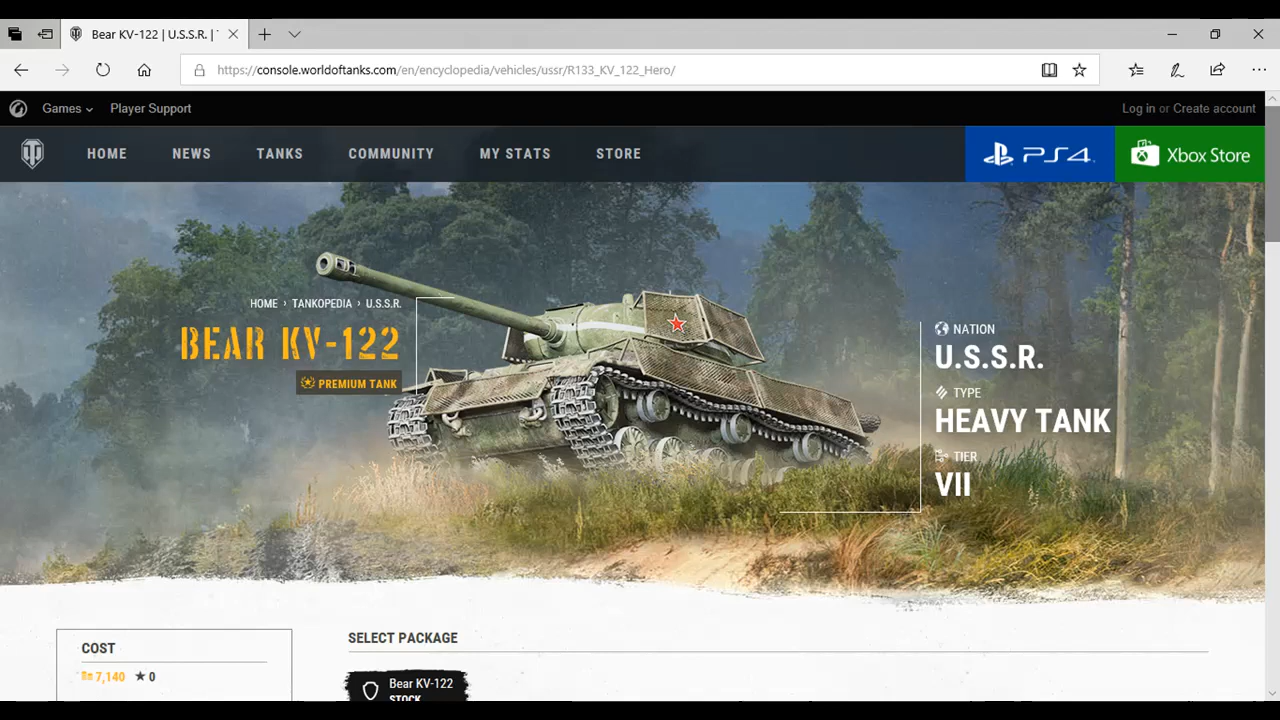 Bear KV-122 | U.S.S.R. |
https://console.worldoftanks.com/en/encyclopedia/vehicles/ussr/R133_KV_122_Hero/
Games
Player Support
Log in or Create account
HOME
NEWS
TANKS
COMMUNITY
MY STATS
STORE
PS4
Xbox Store
HOME › TANKOPEDIA › U.S.S.R.
BEAR KV-122
PREMIUM TANK
NATION
U.S.S.R.
TYPE
HEAVY TANK
TIER
VII
COST
7,140 ★ 0
SELECT PACKAGE
Bear KV-122
STOCK